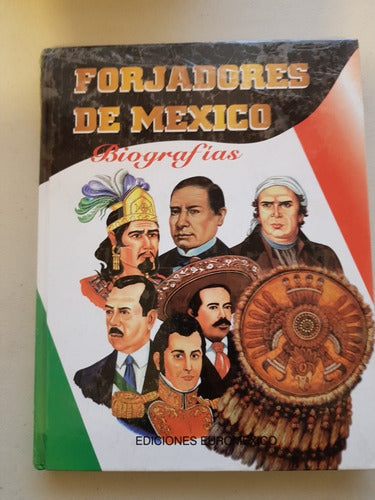 FORJADORES
DE MEXICO
Biografías
EDICIONES EUROMEXICO